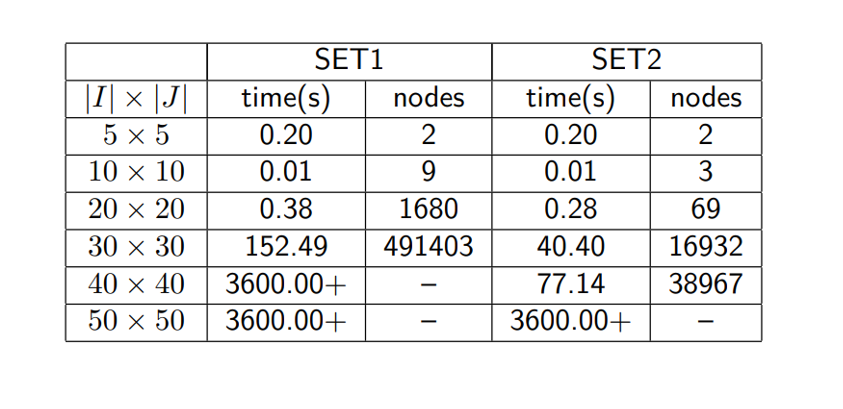 SET1 SET2
|I| × |J| time(s) nodes time(s) nodes
5 × 5 0.20 2 0.20 2
10 × 10 0.01 9 0.01 3
20 × 20 0.38 1680 0.28 69
30 × 30 152.49 491403 40.40 16932
40 × 40 3600.00+ – 77.14 38967
50 × 50 3600.00+ – 3600.00+ –